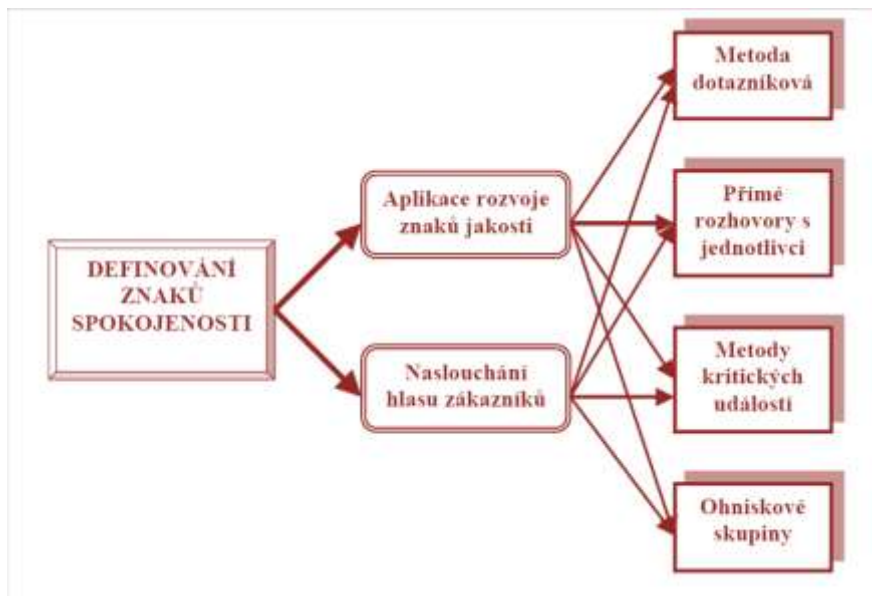 DEFINOVÁNÍ
ZNAKŮ
SPOKOJENOSTI
Aplikace rozvoje
znaků jakosti
Naslouchání
hlasu zákazníků
Metoda
dotazníková
Přímé
rozhovory s
jednotlivci
Metody
kritických
událostí
Ohniskové
skupiny